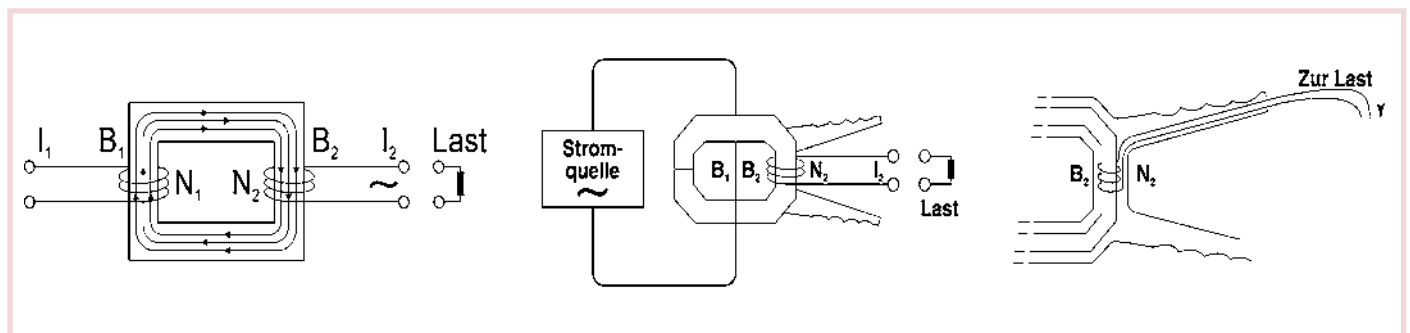 I₁ B₁ N₁ N₂ B₂ I₂ ~ Last
Strom-
quelle
~
B₁ B₂ N₂
I₂
Last
Zur Last
B₂ N₂